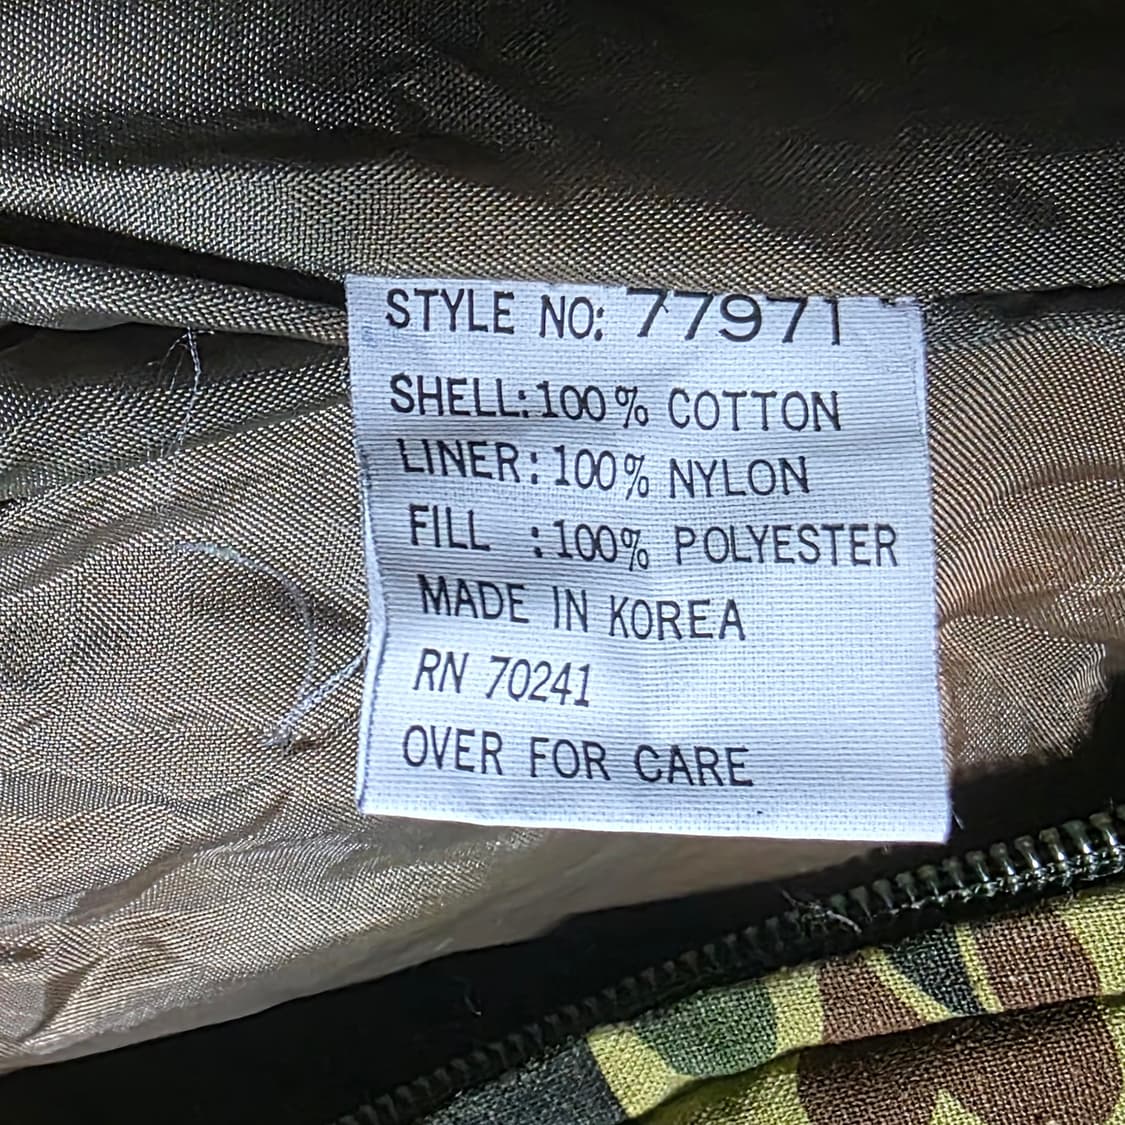 STYLE NO: 77971
SHELL: 100% COTTON
LINER: 100% NYLON
FILL : 100% POLYESTER
MADE IN KOREA
RN 70241
OVER FOR CARE